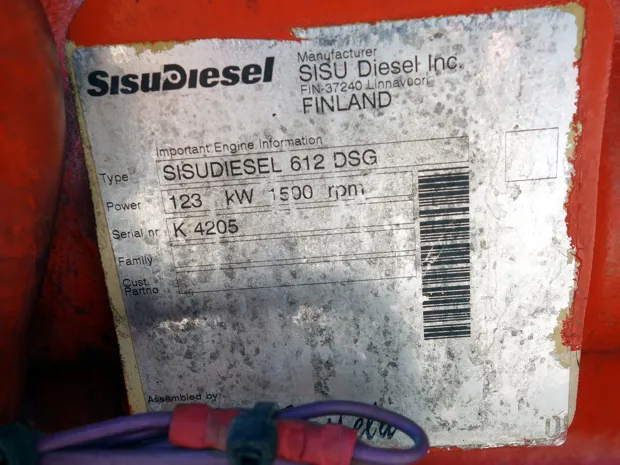 SISUDIESEL
Manufacturer
SISU Diesel Inc.
FIN-37240 Linnavuori
FINLAND
Important Engine Information
Type SISUDIESEL 612 DSG
Power 123 kW 1500 rpm
Serial nr K 4205
Family
Cust.
Partno
Assembled by